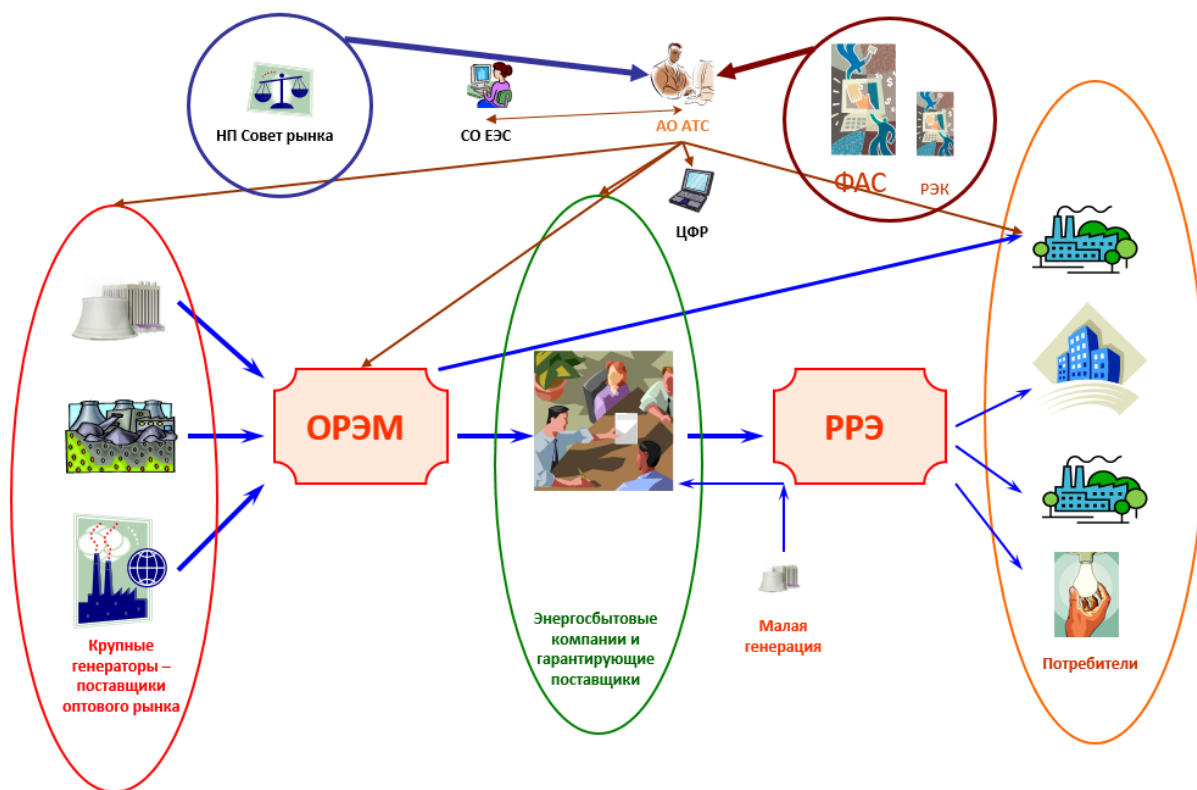 НП Совет рынка
СО ЕЭС
АО АТС
ФАС
РЭК
ЦФР
ОРЭМ
РРЭ
Крупные
генераторы –
поставщики
оптового рынка
Энергосбытовые
компании и
гарантирующие
поставщики
Малая
генерация
Потребители